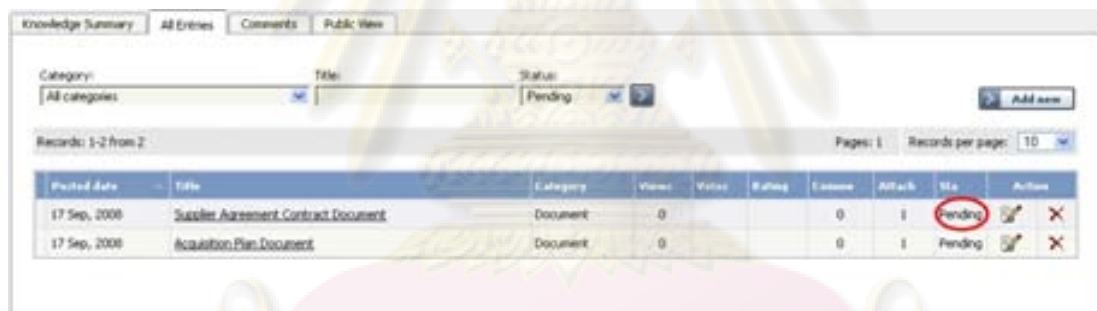 Knowledge Summary All Entries Comments Public View
Category: Title: Status:
All categories Pending Add new
Records: 1-2 from 2 Pages: 1 Records per page: 10
Posted date Title Category Views Votes Rating Comme Attach Sta Action
17 Sep, 2008 Supplier Agreement Contract Document Document 0 0 1 Pending
17 Sep, 2008 Acquisition Plan Document Document 0 0 1 Pending